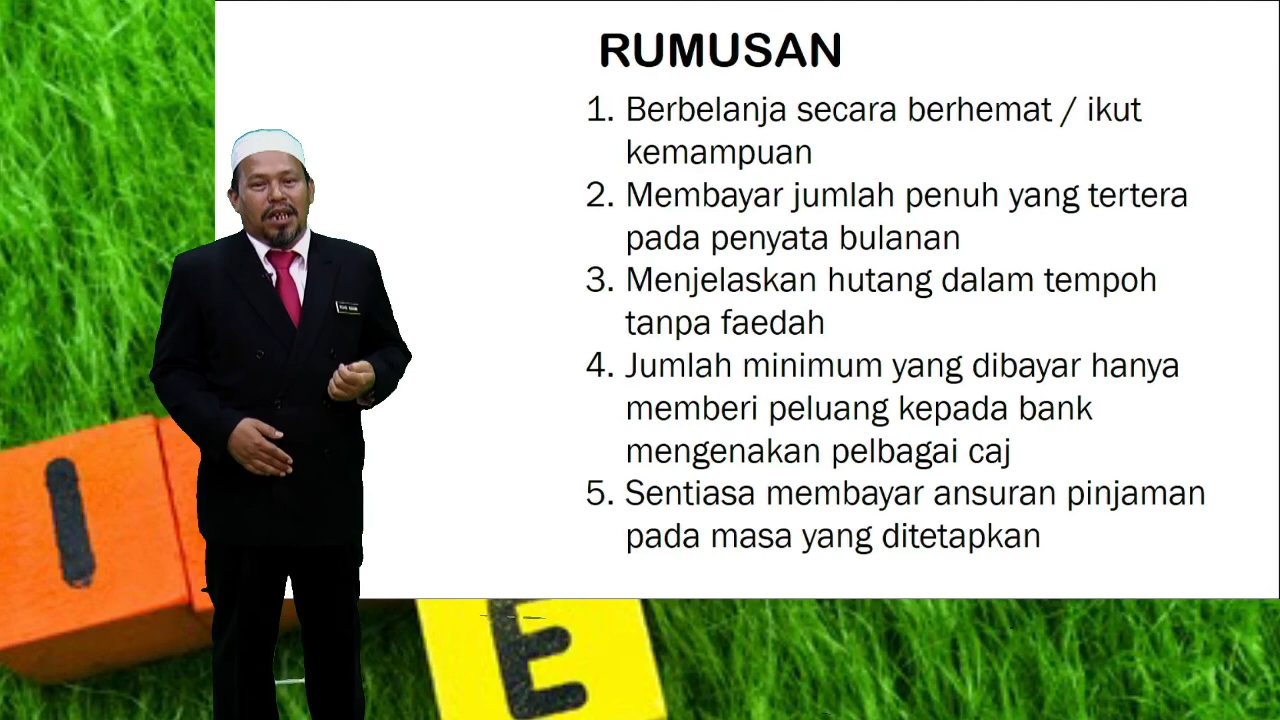 RUMUSAN
1. Berbelanja secara berhemat / ikut
kemampuan
2. Membayar jumlah penuh yang tertera
pada penyata bulanan
3. Menjelaskan hutang dalam tempoh
tanpa faedah
4. Jumlah minimum yang dibayar hanya
memberi peluang kepada bank
mengenakan pelbagai caj
5. Sentiasa membayar ansuran pinjaman
pada masa yang ditetapkan
I
E